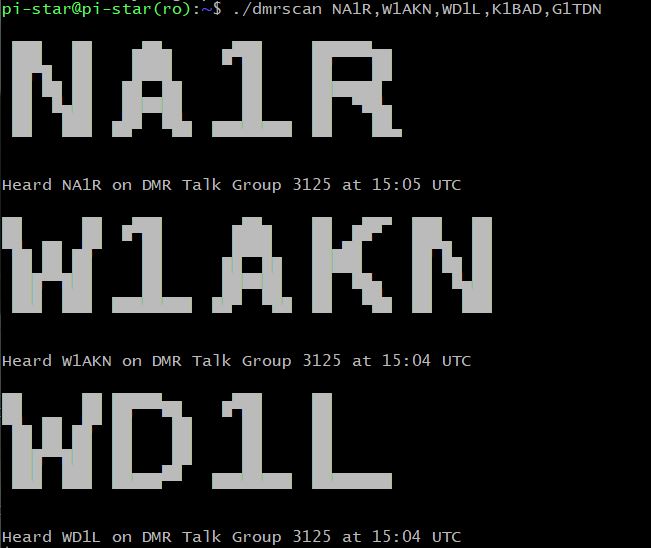 pi-star@pi-star(ro):~$ ./dmrscan NA1R,W1AKN,WD1L,K1BAD,G1TDN
NA1R
Heard NA1R on DMR Talk Group 3125 at 15:05 UTC
W1AKN
Heard W1AKN on DMR Talk Group 3125 at 15:04 UTC
WD1L
Heard WD1L on DMR Talk Group 3125 at 15:04 UTC